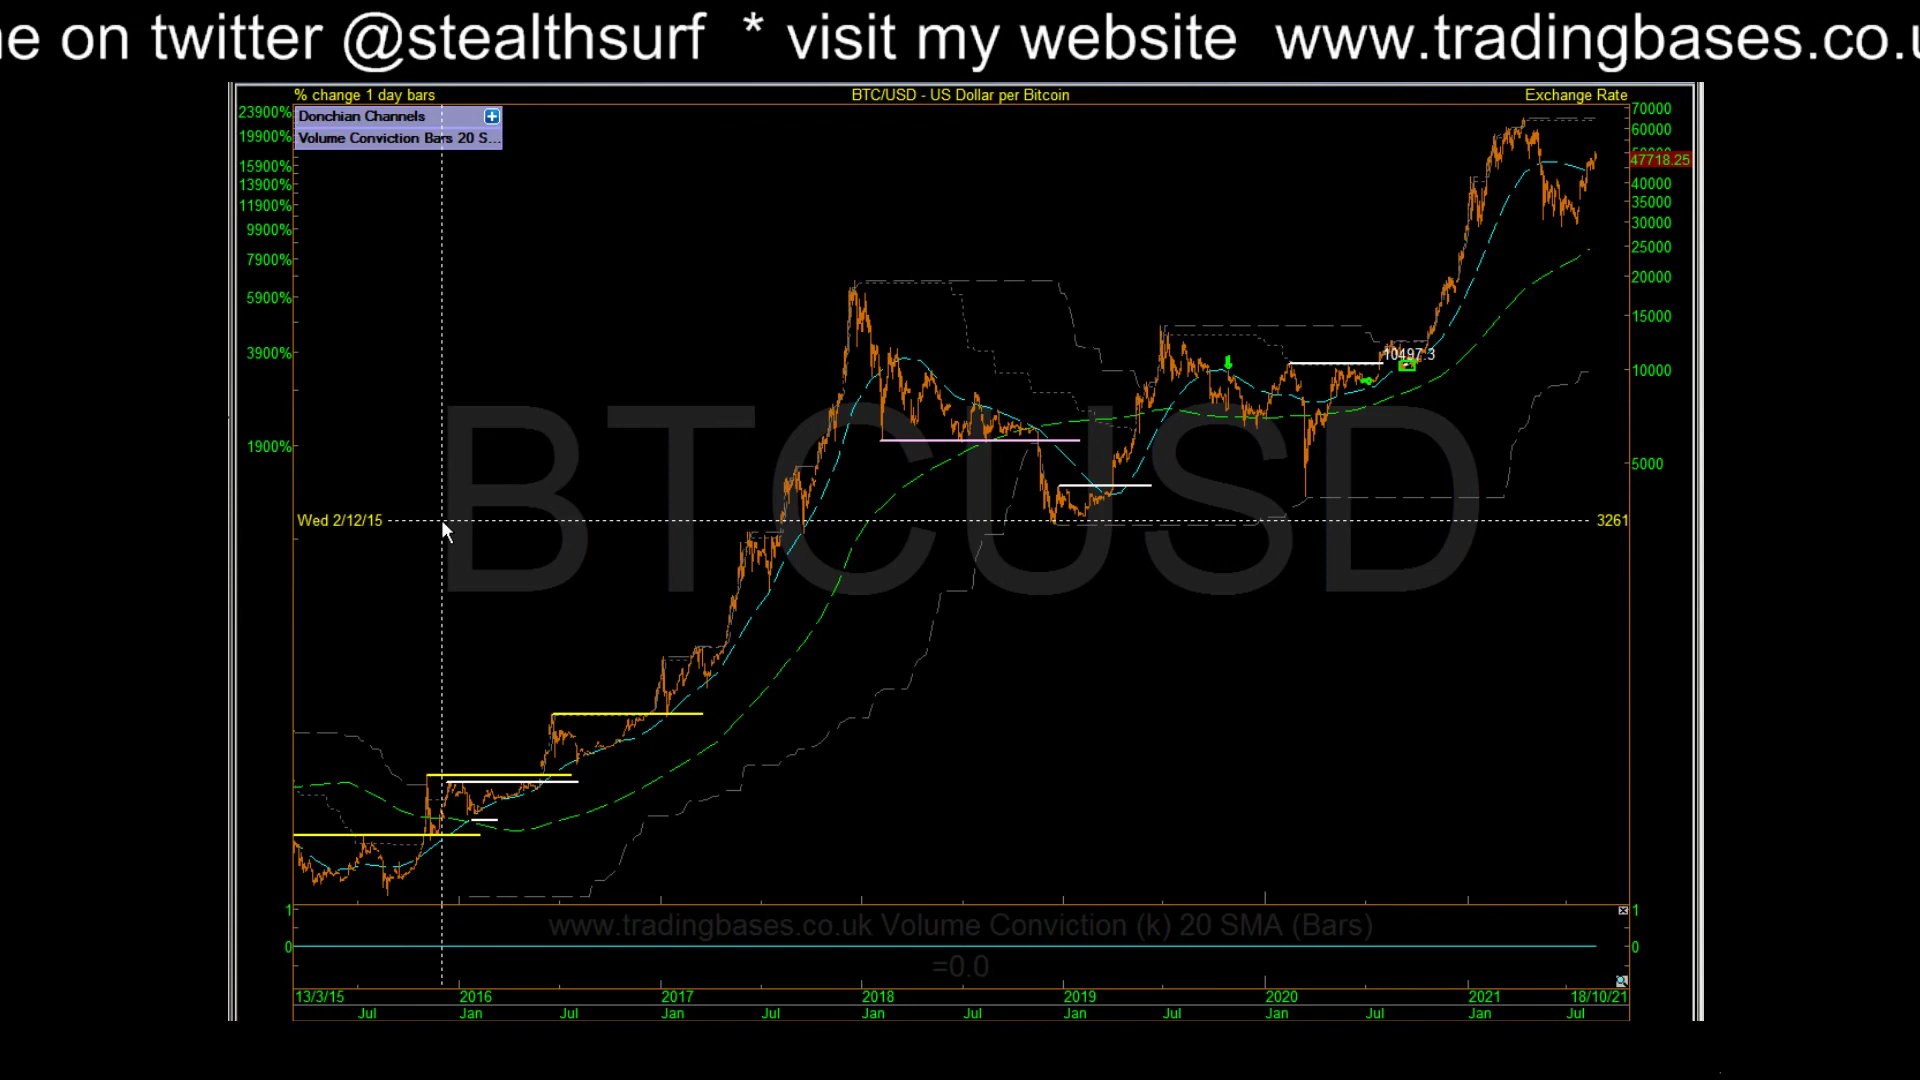 ne on twitter @stealthsurf * visit my website www.tradingbases.co.u
% change 1 day bars BTC/USD - US Dollar per Bitcoin Exchange Rate
Donchian Channels
Volume Conviction Bars 20 S...
23900%
19900%
15900%
13900%
11900%
9900%
7900%
5900%
3900%
1900%
70000
60000
47718.25
40000
35000
30000
25000
20000
15000
10000
5000
10497.3
BTCUSD
Wed 2/12/15 3261
www.tradingbases.co.uk Volume Conviction (k) 20 SMA (Bars)
=0.0
1 1
0 0
13/3/15 2016 2017 2018 2019 2020 2021 18/10/21
Jul Jan Jul Jan Jul Jan Jul Jan Jul Jan Jul Jan Jul